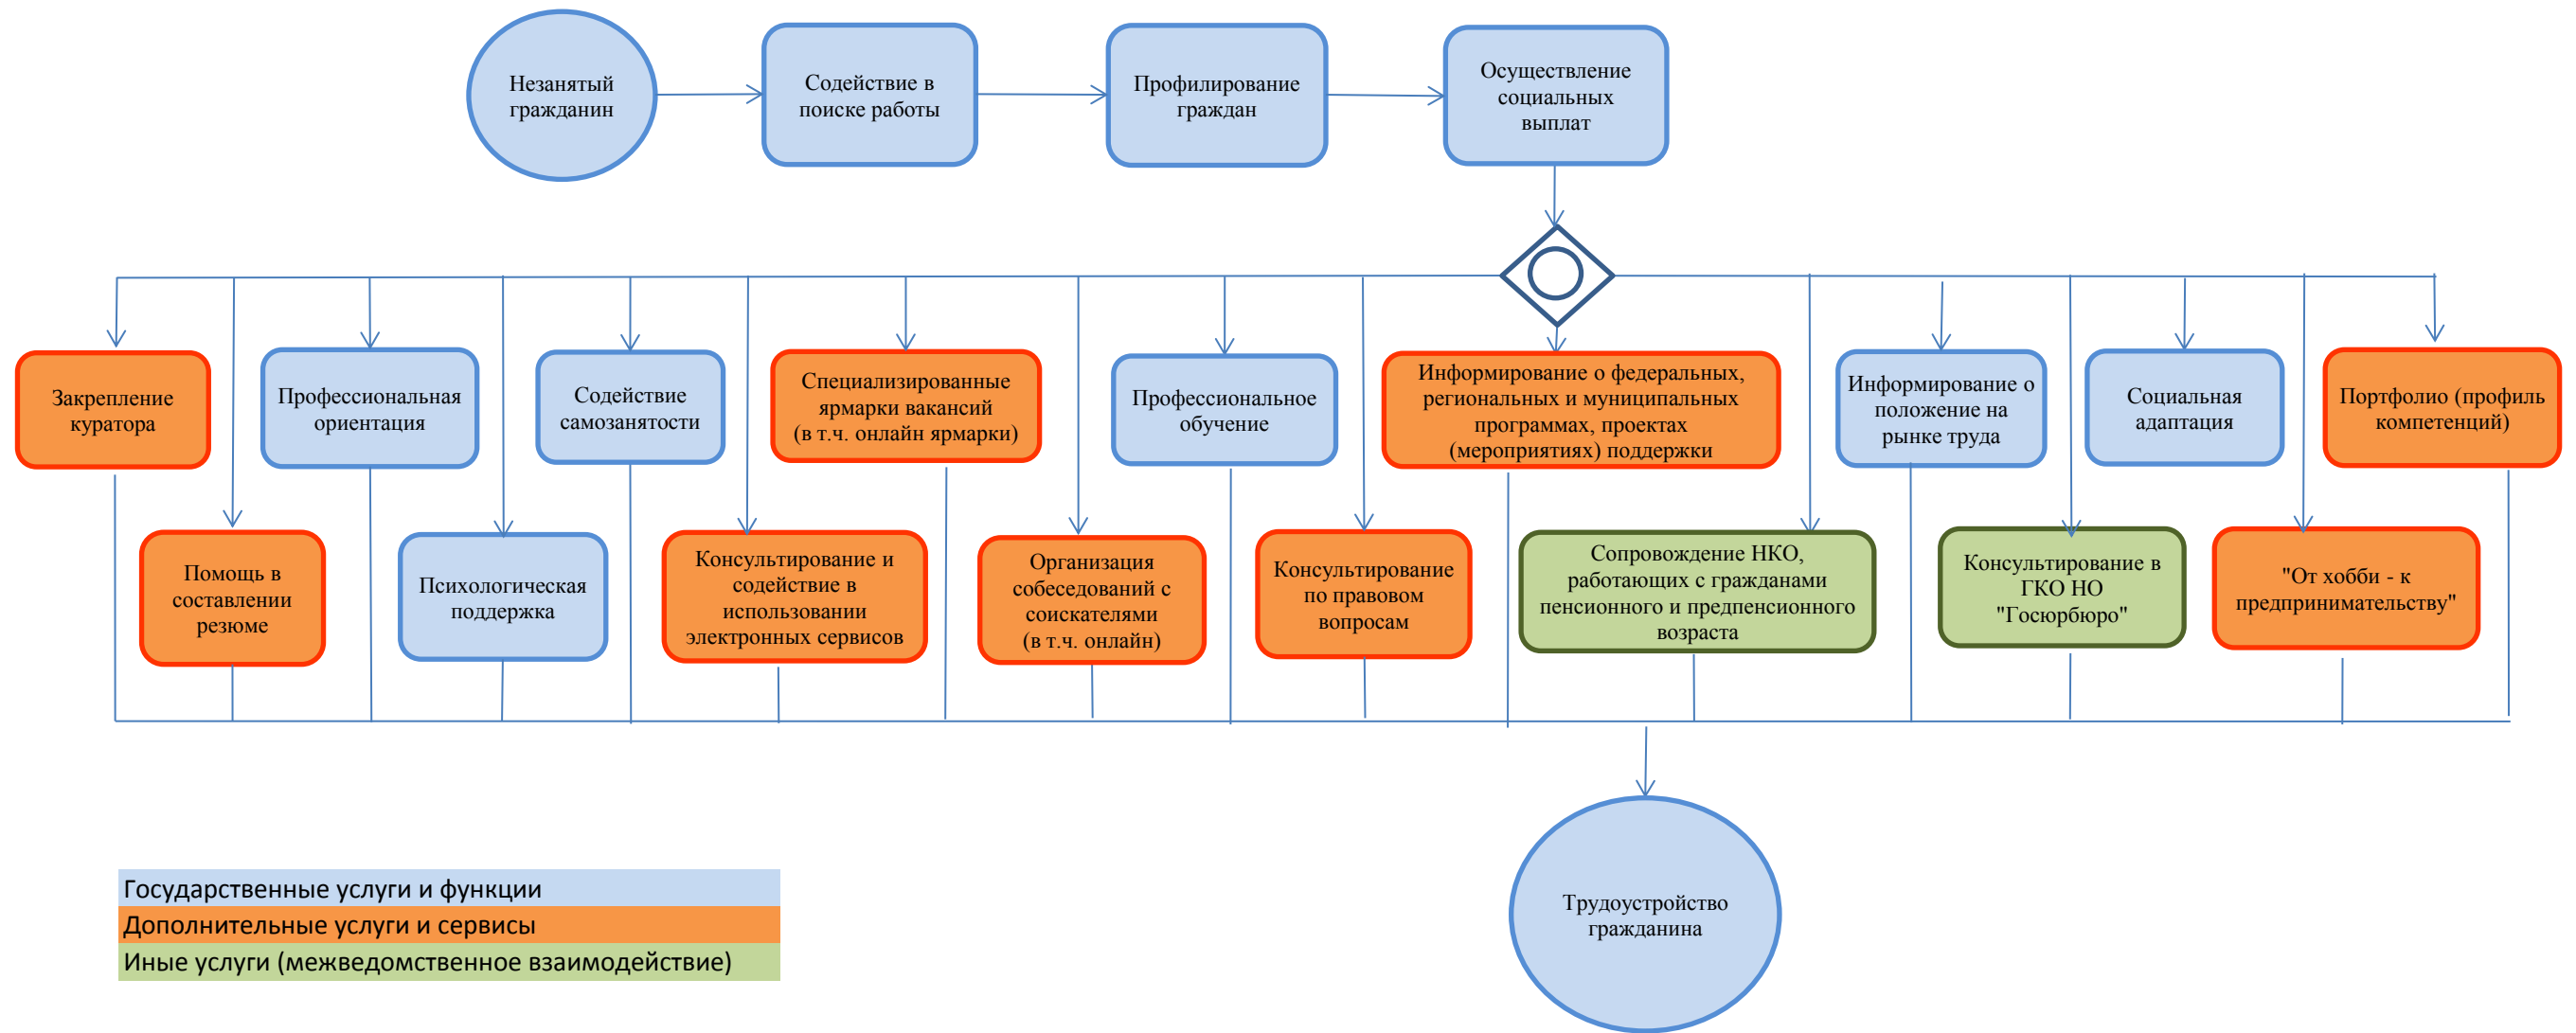 Незанятый
гражданин
Содействие в
поиске работы
Профилирование
граждан
Осуществление
социальных
выплат
Закрепление
куратора
Профессиональная
ориентация
Содействие
самозанятости
Специализированные
ярмарки вакансий
(в т.ч. онлайн ярмарки)
Профессиональное
обучение
Информирование о федеральных,
региональных и муниципальных
программах, проектах
(мероприятиях) поддержки
Информирование о
положение на
рынке труда
Социальная
адаптация
Портфолио (профиль
компетенций)
Помощь в
составлении
резюме
Психологическая
поддержка
Консультирование и
содействие в
использовании
электронных сервисов
Организация
собеседований с
соискателями
(в т.ч. онлайн)
Консультирование
по правовом
вопросам
Сопровождение НКО,
работающих с гражданами
пенсионного и предпенсионного
возраста
Консультирование в
ГКО НО
"Госюрбюро"
"От хобби - к
предпринимательству"
Трудоустройство
гражданина
Государственные услуги и функции
Дополнительные услуги и сервисы
Иные услуги (межведомственное взаимодействие)